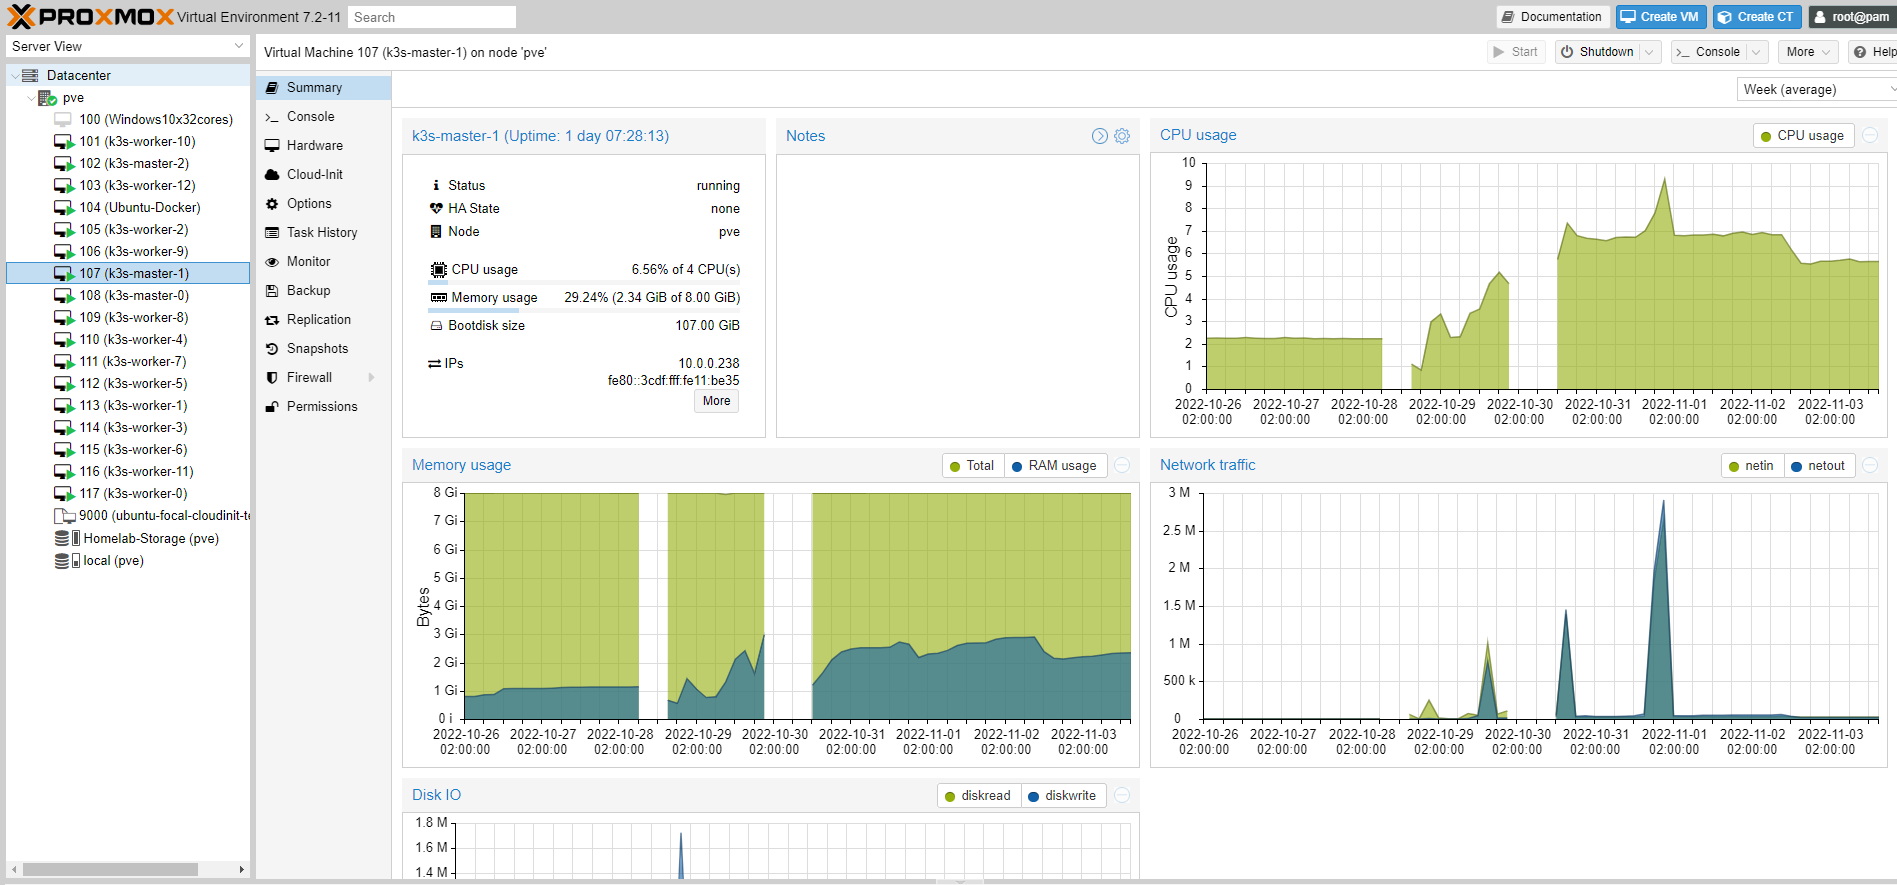 PROXMOX Virtual Environment 7.2-11 Search Documentation Create VM Create CT root@pam
Server View
Datacenter
pve
100 (Windows10x32cores)
101 (k3s-worker-10)
102 (k3s-master-2)
103 (k3s-worker-12)
104 (Ubuntu-Docker)
105 (k3s-worker-2)
106 (k3s-worker-9)
107 (k3s-master-1)
108 (k3s-master-0)
109 (k3s-worker-8)
110 (k3s-worker-4)
111 (k3s-worker-7)
112 (k3s-worker-5)
113 (k3s-worker-1)
114 (k3s-worker-3)
115 (k3s-worker-6)
116 (k3s-worker-11)
117 (k3s-worker-0)
9000 (ubuntu-focal-cloudinit-te
Homelab-Storage (pve)
local (pve)
Virtual Machine 107 (k3s-master-1) on node 'pve' Start Shutdown Console More Help
Summary
Console
Hardware
Cloud-Init
Options
Task History
Monitor
Backup
Replication
Snapshots
Firewall
Permissions
Week (average)
k3s-master-1 (Uptime: 1 day 07:28:13)
Status running
HA State none
Node pve
CPU usage 6.56% of 4 CPU(s)
Memory usage 29.24% (2.34 GiB of 8.00 GiB)
Bootdisk size 107.00 GiB
IPs 10.0.0.238
fe80::3cdf:fff:fe11:be35
More
Notes
CPU usage CPU usage
10
9
8
7
6
5
4
3
2
1
0
CPU usage
2022-10-26 2022-10-27 2022-10-28 2022-10-29 2022-10-30 2022-10-31 2022-11-01 2022-11-02 2022-11-03
02:00:00 02:00:00 02:00:00 02:00:00 02:00:00 02:00:00 02:00:00 02:00:00 02:00:00
Memory usage Total RAM usage
8 Gi
7 Gi
6 Gi
5 Gi
4 Gi
3 Gi
2 Gi
1 Gi
0 i
Bytes
2022-10-26 2022-10-27 2022-10-28 2022-10-29 2022-10-30 2022-10-31 2022-11-01 2022-11-02 2022-11-03
02:00:00 02:00:00 02:00:00 02:00:00 02:00:00 02:00:00 02:00:00 02:00:00 02:00:00
Network traffic netin netout
3 M
2.5 M
2 M
1.5 M
1 M
500 k
0
2022-10-26 2022-10-27 2022-10-28 2022-10-29 2022-10-30 2022-10-31 2022-11-01 2022-11-02 2022-11-03
02:00:00 02:00:00 02:00:00 02:00:00 02:00:00 02:00:00 02:00:00 02:00:00 02:00:00
Disk IO diskread diskwrite
1.8 M
1.6 M
1.4 M